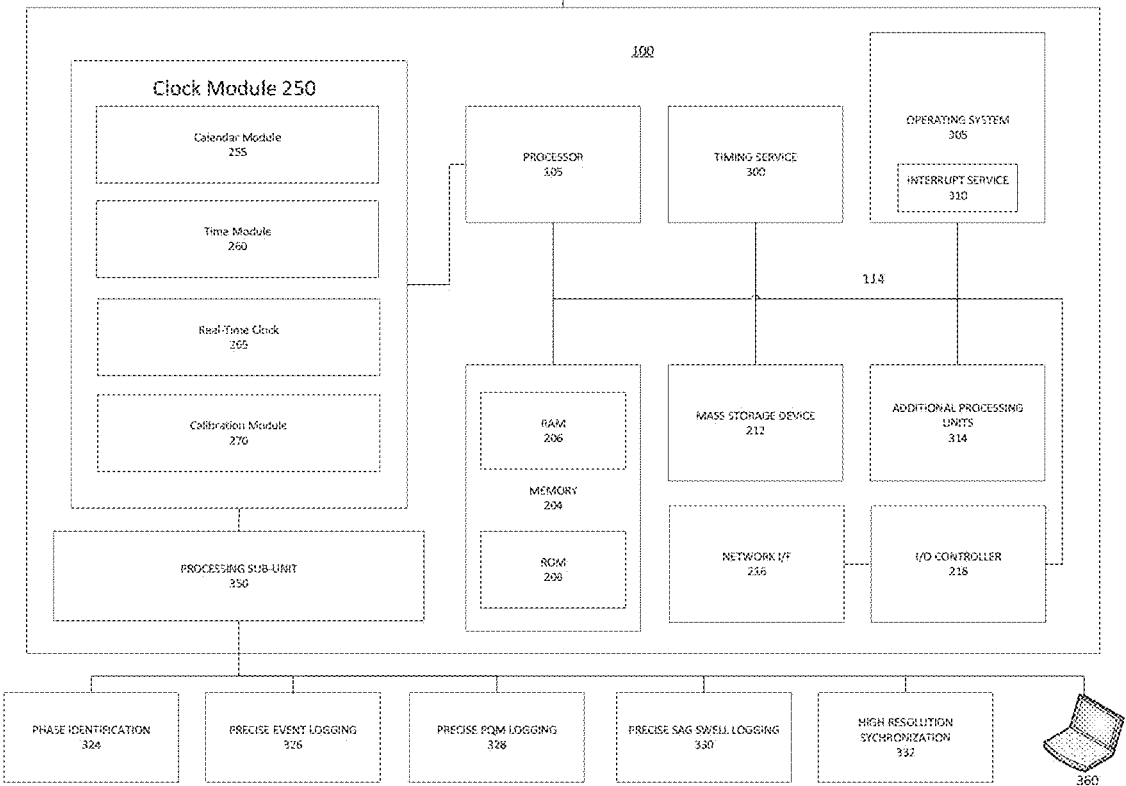 100
Clock Module 250
Calendar Module
255
Time Module
260
Real-Time Clock
265
Calibration Module
270
PROCESSOR
105
TIMING SERVICE
300
OPERATING SYSTEM
305
INTERRUPT SERVICE
310
114
RAM
206
MEMORY
204
ROM
208
MASS STORAGE DEVICE
212
ADDITIONAL PROCESSING
UNITS
314
NETWORK I/F
216
I/O CONTROLLER
218
PROCESSING SUB-UNIT
350
PHASE IDENTIFICATION
324
PRECISE EVENT LOGGING
326
PRECISE PQM LOGGING
328
PRECISE SAG SWELL LOGGING
330
HIGH RESOLUTION
SYCHRONIZATION
332
360